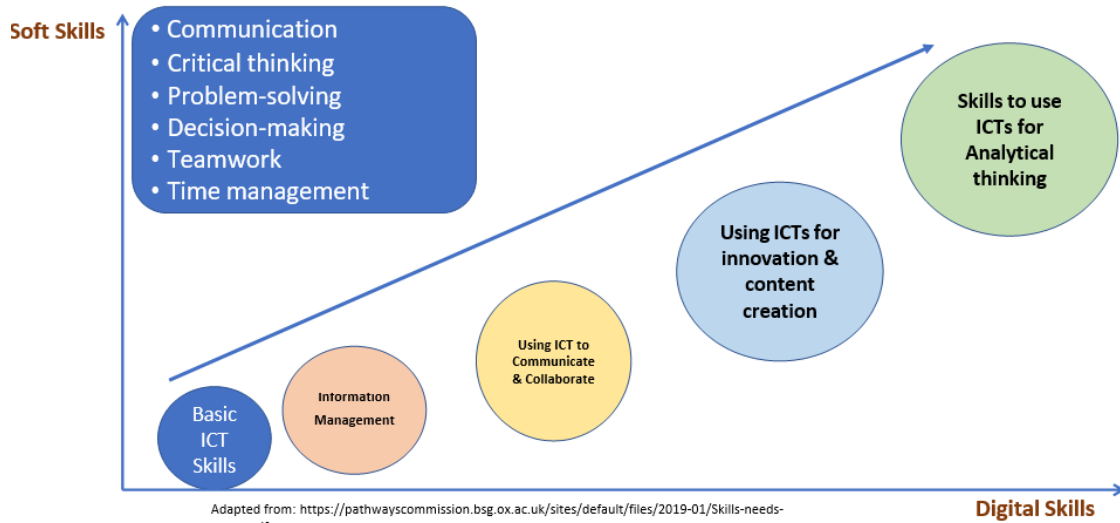 Soft Skills
• Communication
• Critical thinking
• Problem-solving
• Decision-making
• Teamwork
• Time management
Skills to use
ICTs for
Analytical
thinking
Using ICTs for
innovation &
content
creation
Using ICT to
Communicate
& Collaborate
Information
Management
Basic
ICT
Skills
Adapted from: https://pathwayscommission.bsg.ox.ac.uk/sites/default/files/2019-01/Skills-needs-
Digital Skills